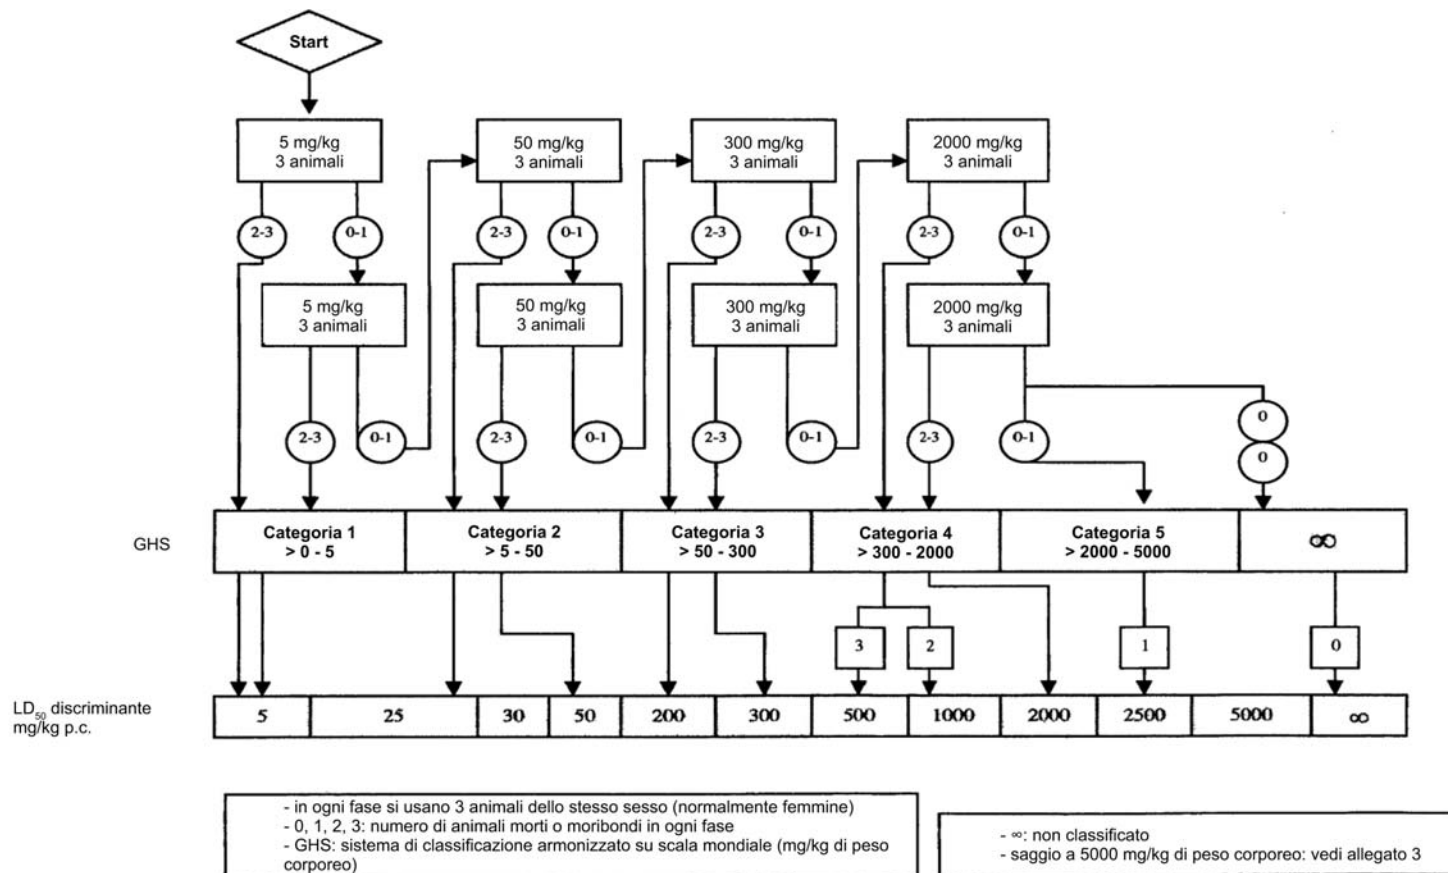 Start
5 mg/kg
3 animali
50 mg/kg
3 animali
300 mg/kg
3 animali
2000 mg/kg
3 animali
2-3
0-1
2-3
0-1
2-3
0-1
2-3
0-1
5 mg/kg
3 animali
50 mg/kg
3 animali
300 mg/kg
3 animali
2000 mg/kg
3 animali
2-3
0-1
2-3
0-1
2-3
0-1
2-3
0-1
0
0
GHS
Categoria 1
> 0 - 5
Categoria 2
> 5 - 50
Categoria 3
> 50 - 300
Categoria 4
> 300 - 2000
Categoria 5
> 2000 - 5000
∞
3
2
1
0
LD50 discriminante
mg/kg p.c.
5
25
30
50
200
300
500
1000
2000
2500
5000
∞
- in ogni fase si usano 3 animali dello stesso sesso (normalmente femmine)
- 0, 1, 2, 3: numero di animali morti o moribondi in ogni fase
- GHS: sistema di classificazione armonizzato su scala mondiale (mg/kg di peso
corporeo)
- ∞: non classificato
- saggio a 5000 mg/kg di peso corporeo: vedi allegato 3